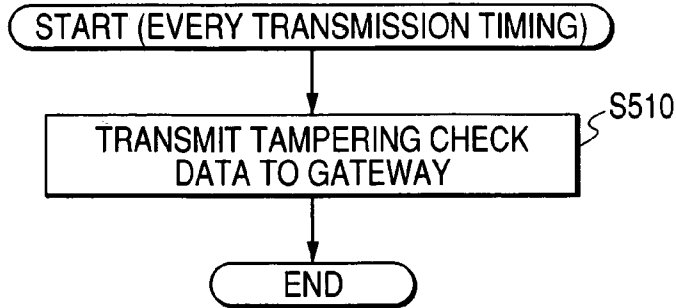 START (EVERY TRANSMISSION TIMING)
S510
TRANSMIT TAMPERING CHECK
DATA TO GATEWAY
END